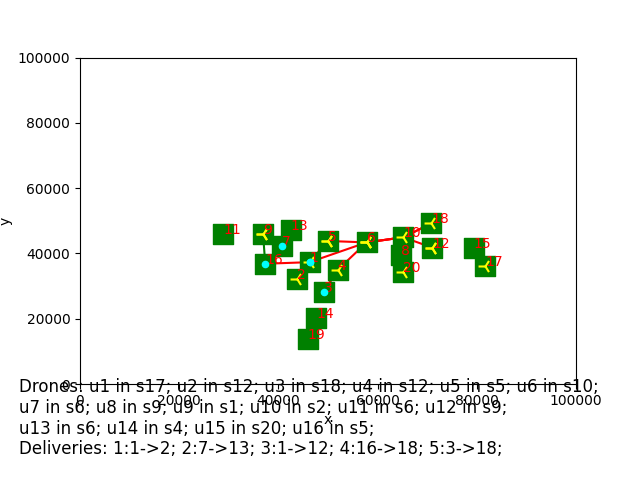 100000
80000
60000
40000
20000
0
y
11
13
18
15
17
16
14
19
0 20000 40000 60000 80000 100000
x
Drones: u1 in s17; u2 in s12; u3 in s18; u4 in s12; u5 in s5; u6 in s10;
u7 in s6; u8 in s9; u9 in s1; u10 in s2; u11 in s6; u12 in s9;
u13 in s6; u14 in s4; u15 in s20; u16 in s5;
Deliveries: 1:1->2; 2:7->13; 3:1->12; 4:16->18; 5:3->18;